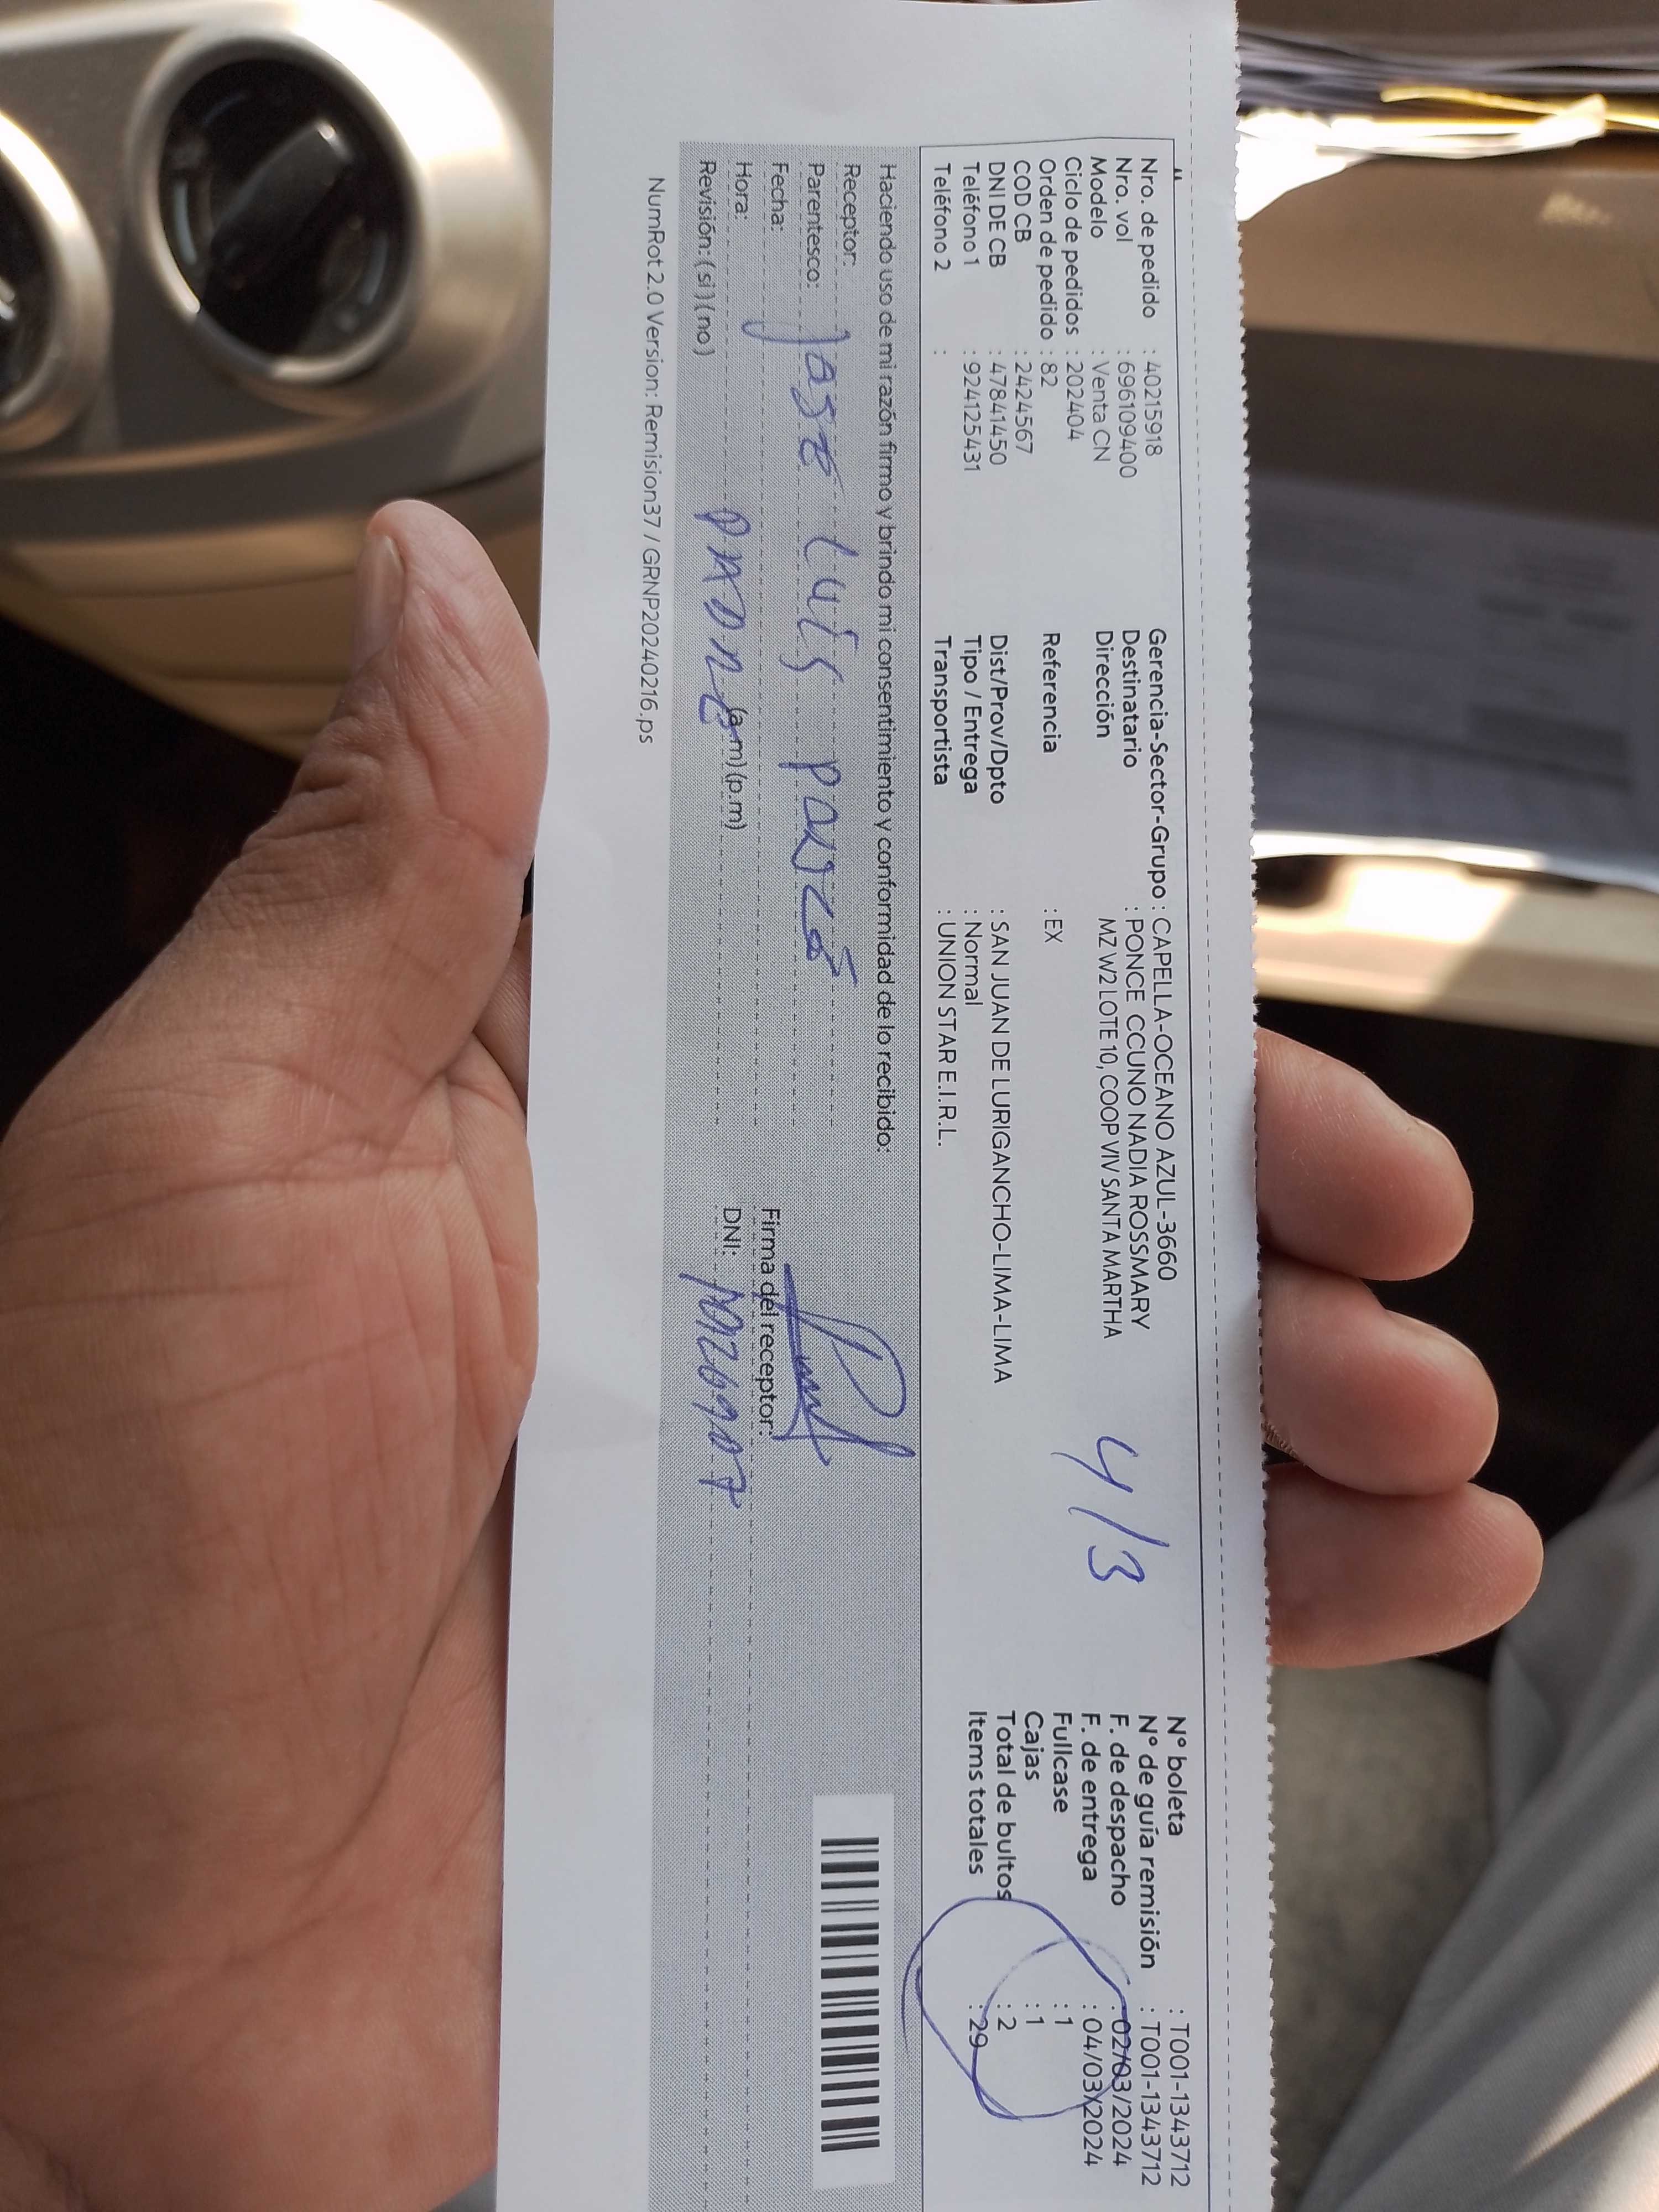 Nro. de pedido : 40215918
Nro. vol : 696109400
Modelo : Venta CN
Ciclo de pedidos : 202404
Orden de pedido : 82
COD CB : 2424567
DNI DE CB : 47841450
Teléfono 1 : 924125431
Teléfono 2 :
Gerencia-Sector-Grupo : CAPELLA-OCEANO AZUL-3660
Destinatario : PONCE CCUNO NADIA ROSSMARY
Dirección MZ W2 LOTE 10, COOP VIV SANTA MARTHA
Referencia : EX
Dist/Prov/Dpto : SAN JUAN DE LURIGANCHO-LIMA-LIMA
Tipo / Entrega : Normal
Transportista : UNION STAR E.I.R.L.
4/3
N° boleta : T001-1343712
N° de guía remisión : T001-1343712
F. de despacho : 02/03/2024
F. de entrega : 04/03/2024
Fullcase : 1
Cajas : 1
Total de bultos : 2
Items totales : 29
Haciendo uso de mi razón firmo y brindo mi consentimiento y conformidad de lo recibido:
Receptor:
Parentesco: Jose Luis
Fecha:
Hora: (a.m) (p.m)
Revisión: (si) (no)
Firma del receptor:
DNI:
NumRot 2.0 Version: Remision37 / GRNP20240216.ps